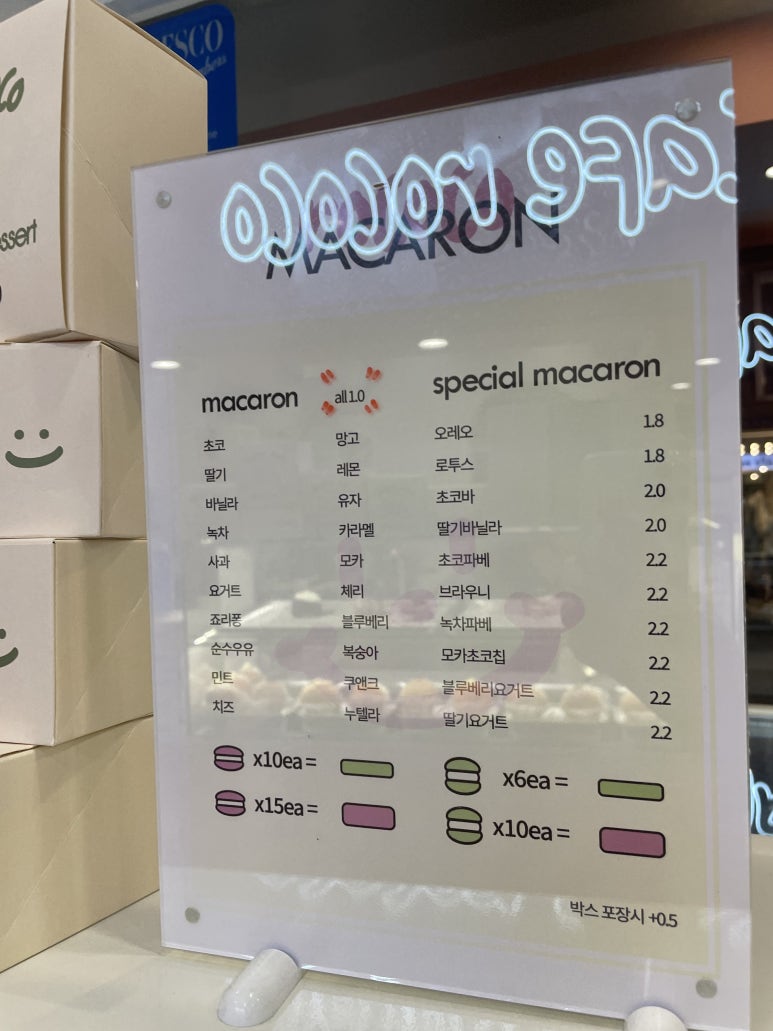 ESCO
co
ssert
cafe rococo
MACARON
macaron
all 1.0
초코
딸기
바닐라
녹차
사과
요거트
죠리퐁
순수우유
민트
치즈
망고
레몬
유자
카라멜
모카
체리
블루베리
복숭아
쿠앤크
누텔라
special macaron
오레오 1.8
로투스 1.8
초코바 2.0
딸기바닐라 2.0
초코파베 2.2
브라우니 2.2
녹차파베 2.2
모카초코칩 2.2
블루베리요거트 2.2
딸기요거트 2.2
x10ea =
x15ea =
x6ea =
x10ea =
박스 포장시 +0.5